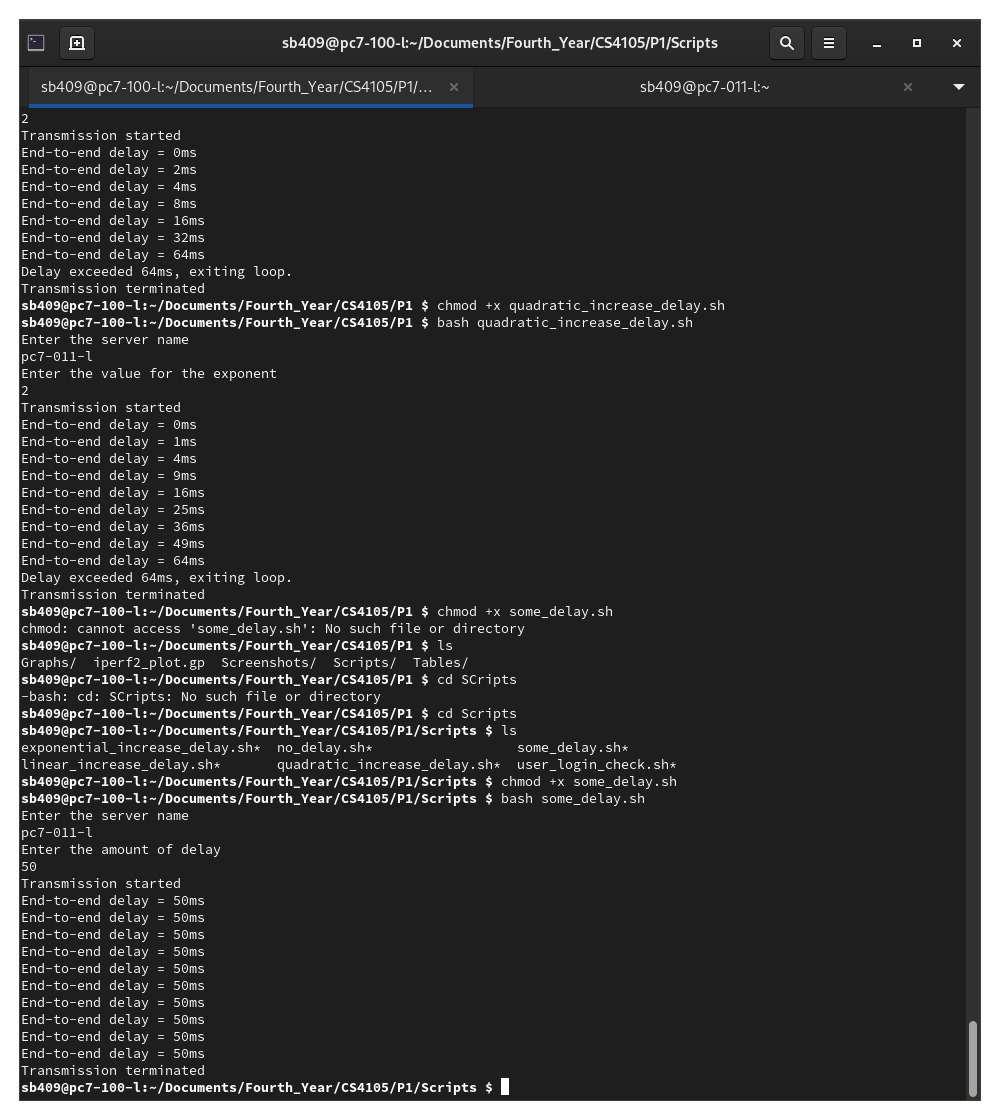 sb409@pc7-100-l:~/Documents/Fourth_Year/CS4105/P1/Scripts
sb409@pc7-100-l:~/Documents/Fourth_Year/CS4105/P1/...
sb409@pc7-011-l:~
2
Transmission started
End-to-end delay = 0ms
End-to-end delay = 2ms
End-to-end delay = 4ms
End-to-end delay = 8ms
End-to-end delay = 16ms
End-to-end delay = 32ms
End-to-end delay = 64ms
Delay exceeded 64ms, exiting loop.
Transmission terminated
sb409@pc7-100-l:~/Documents/Fourth_Year/CS4105/P1 $ chmod +x quadratic_increase_delay.sh
sb409@pc7-100-l:~/Documents/Fourth_Year/CS4105/P1 $ bash quadratic_increase_delay.sh
Enter the server name
pc7-011-l
Enter the value for the exponent
2
Transmission started
End-to-end delay = 0ms
End-to-end delay = 1ms
End-to-end delay = 4ms
End-to-end delay = 9ms
End-to-end delay = 16ms
End-to-end delay = 25ms
End-to-end delay = 36ms
End-to-end delay = 49ms
End-to-end delay = 64ms
Delay exceeded 64ms, exiting loop.
Transmission terminated
sb409@pc7-100-l:~/Documents/Fourth_Year/CS4105/P1 $ chmod +x some_delay.sh
chmod: cannot access 'some_delay.sh': No such file or directory
sb409@pc7-100-l:~/Documents/Fourth_Year/CS4105/P1 $ ls
Graphs/  iperf2_plot.gp  Screenshots/  Scripts/  Tables/
sb409@pc7-100-l:~/Documents/Fourth_Year/CS4105/P1 $ cd SCripts
-bash: cd: SCripts: No such file or directory
sb409@pc7-100-l:~/Documents/Fourth_Year/CS4105/P1 $ cd Scripts
sb409@pc7-100-l:~/Documents/Fourth_Year/CS4105/P1/Scripts $ ls
exponential_increase_delay.sh*  no_delay.sh*                  some_delay.sh*
linear_increase_delay.sh*       quadratic_increase_delay.sh*  user_login_check.sh*
sb409@pc7-100-l:~/Documents/Fourth_Year/CS4105/P1/Scripts $ chmod +x some_delay.sh
sb409@pc7-100-l:~/Documents/Fourth_Year/CS4105/P1/Scripts $ bash some_delay.sh
Enter the server name
pc7-011-l
Enter the amount of delay
50
Transmission started
End-to-end delay = 50ms
End-to-end delay = 50ms
End-to-end delay = 50ms
End-to-end delay = 50ms
End-to-end delay = 50ms
End-to-end delay = 50ms
End-to-end delay = 50ms
End-to-end delay = 50ms
End-to-end delay = 50ms
End-to-end delay = 50ms
Transmission terminated
sb409@pc7-100-l:~/Documents/Fourth_Year/CS4105/P1/Scripts $